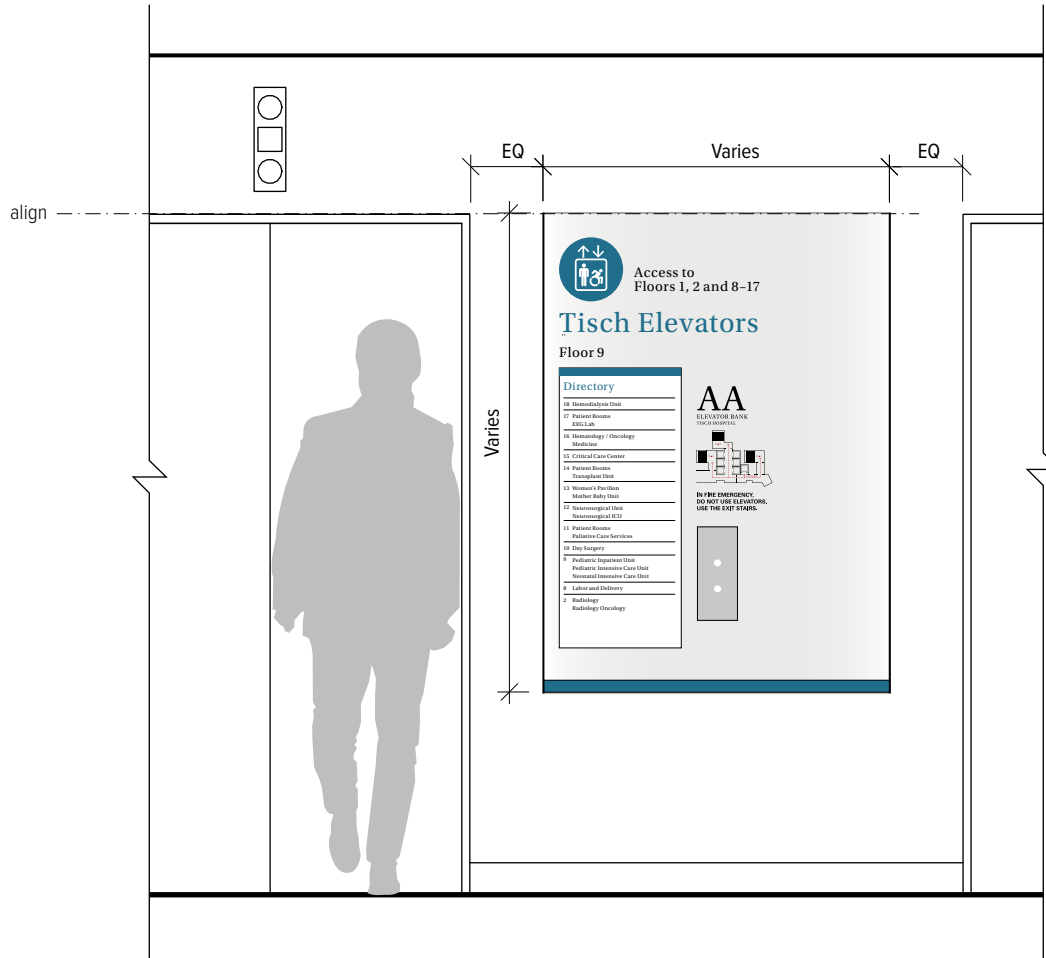 EQ
Varies
EQ
align
Access to
Floors 1, 2 and 8–17
Tisch Elevators
Floor 9
Varies
Directory
18 Hemodialysis Unit
17 Patient Rooms
EEG Lab
16 Hematology / Oncology
Medicine
15 Critical Care Center
14 Patient Rooms
Transplant Unit
13 Women's Pavilion
Mother Baby Unit
12 Neurosurgical Unit
Neurosurgical ICU
11 Patient Rooms
Paliative Care Services
10 Day Surgery
9 Pediatric Inpatient Unit
Pediatric Intensive Care Unit
Neonatal Intensive Care Unit
8 Labor and Delivery
2 Radiology
Radiology Oncology
AA
ELEVATOR BANK
TISCH HOSPITAL
IN FIRE EMERGENCY,
DO NOT USE ELEVATORS.
USE THE EXIT STAIRS.